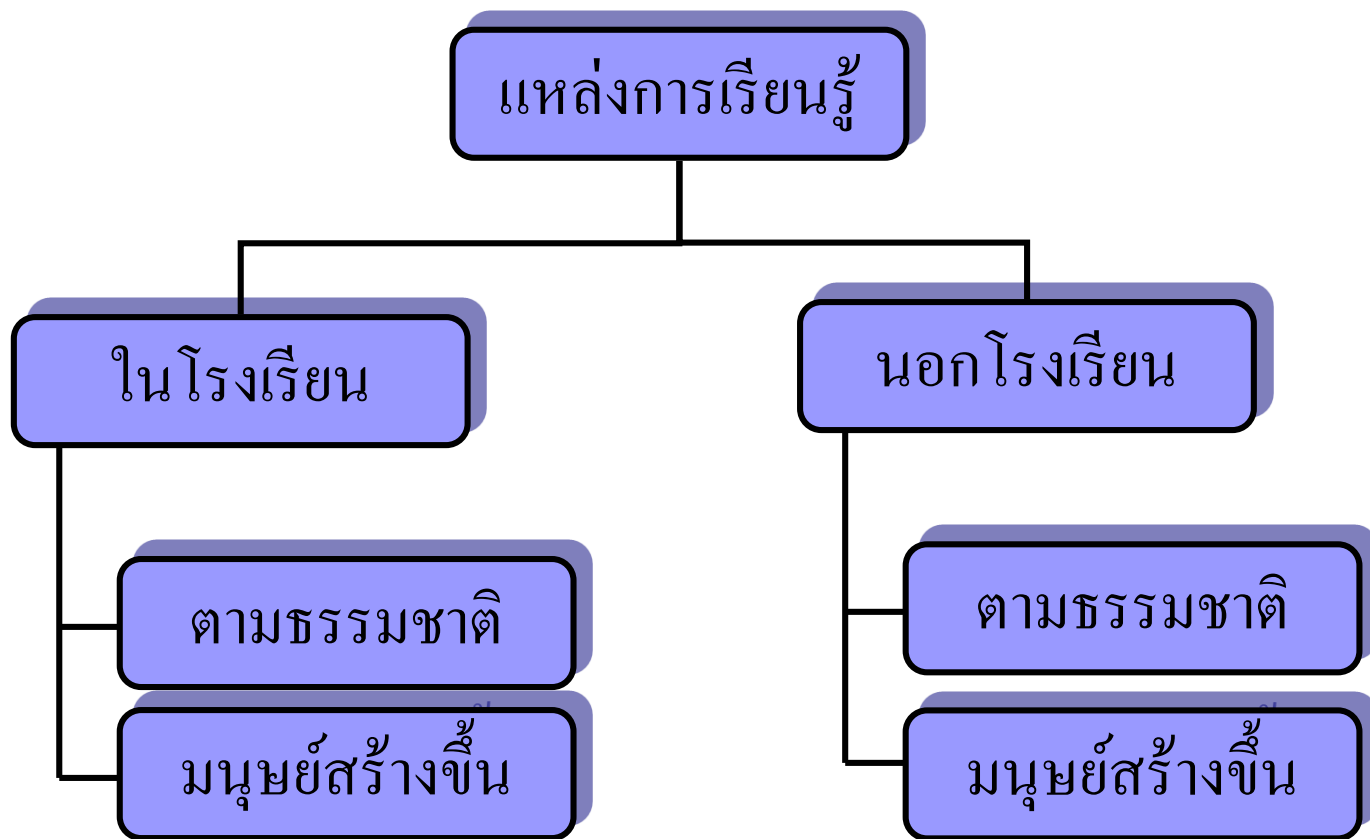 แหล่งการเรียนรู้
ในโรงเรียน
นอกโรงเรียน
ตามธรรมชาติ
ตามธรรมชาติ
มนุษย์สร้างขึ้น
มนุษย์สร้างขึ้น